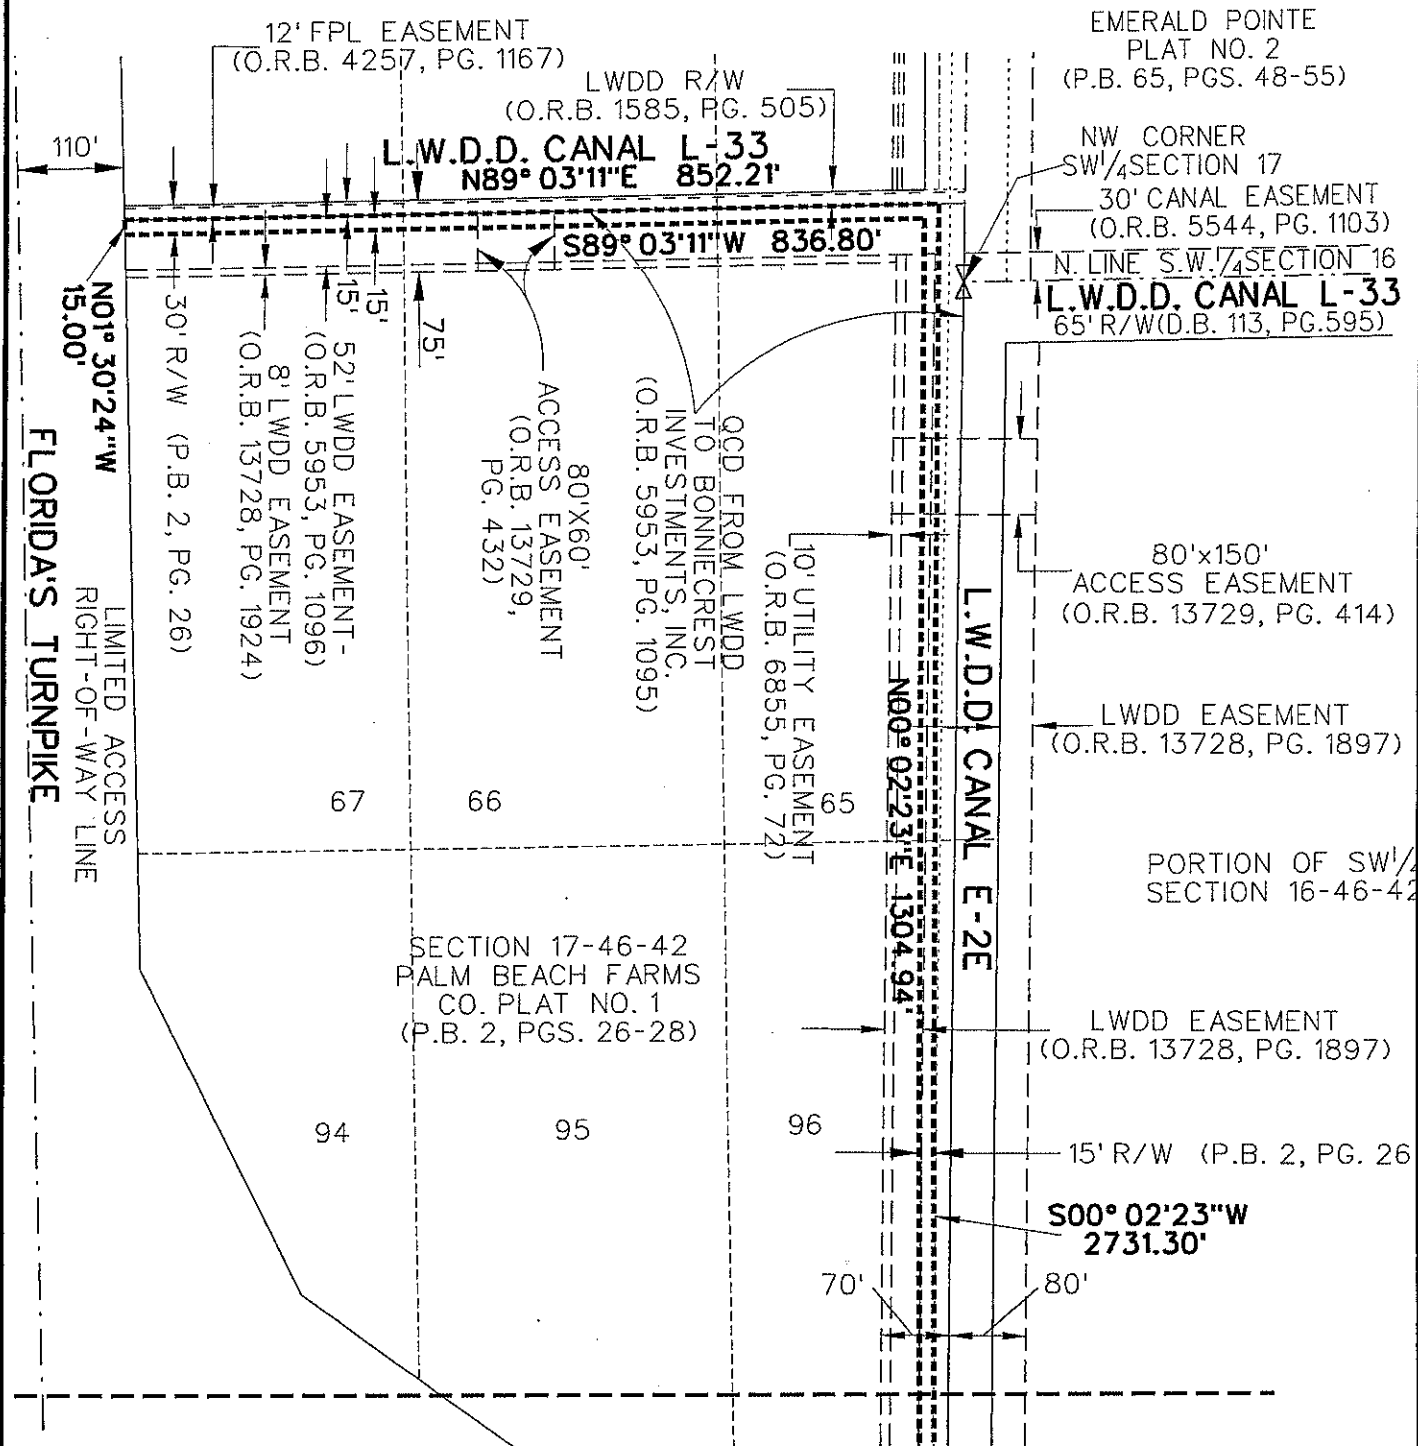 12' FPL EASEMENT
(O.R.B. 4257, PG. 1167)
LWDD R/W
(O.R.B. 1585, PG. 505)
EMERALD POINTE
PLAT NO. 2
(P.B. 65, PGS. 48-55)
110'
L.W.D.D. CANAL L-33
N89° 03'11"E 852.21'
NW CORNER
SW1/4 SECTION 17
30' CANAL EASEMENT
(O.R.B. 5544, PG. 1103)
S89° 03'11"W 836.80'
N. LINE S.W. 1/4 SECTION 16
L.W.D.D. CANAL L-33
65' R/W(D.B. 113, PG.595)
N01° 30'24"W
15.00'
30' R/W (P.B. 2, PG. 26)
15'
15'
75'
52' LWDD EASEMENT-
(O.R.B. 5953, PG. 1096)
8' LWDD EASEMENT
(O.R.B. 13728, PG. 1924)
80'X60'
ACCESS EASEMENT
(O.R.B. 13729,
PG. 432)
QCD FROM LWDD
TO BONNIECREST
INVESTMENTS, INC.
(O.R.B. 5953, PG. 1095)
10' UTILITY EASEMENT
(O.R.B. 6855, PG. 72)
80'x150'
ACCESS EASEMENT
(O.R.B. 13729, PG. 414)
L.W.D.D. CANAL E-2E
N00° 02'23"E 1304.94'
LWDD EASEMENT
(O.R.B. 13728, PG. 1897)
FLORIDA'S TURNPIKE
LIMITED ACCESS
RIGHT-OF-WAY LINE
67
66
65
PORTION OF SW1/4
SECTION 16-46-42
SECTION 17-46-42
PALM BEACH FARMS
CO. PLAT NO. 1
(P.B. 2, PGS. 26-28)
LWDD EASEMENT
(O.R.B. 13728, PG. 1897)
94
95
96
15' R/W (P.B. 2, PG. 26
S00° 02'23"W
2731.30'
70'
80'